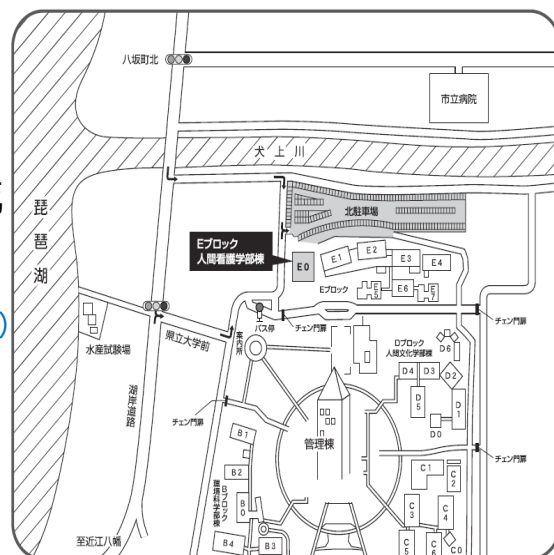 八坂町北
市立病院
犬上川
琵琶湖
北駐車場
Eブロック
人間看護学部棟
E0
E1
E2
E3
E4
E5
E6
E7
Eブロック
バス停
チェン門扉
チェン門扉
案内所
県立大学前
水産試験場
湖岸道路
Dブロック
人間文化学部棟
D6
D4
D3
D2
D5
D1
D0
チェン門扉
管理棟
チェン門扉
B1
B2
B0
Bブロック
環境科学部棟
C1
C2
C3
C4
至近江八幡
B4
B3
C5
C6
C0